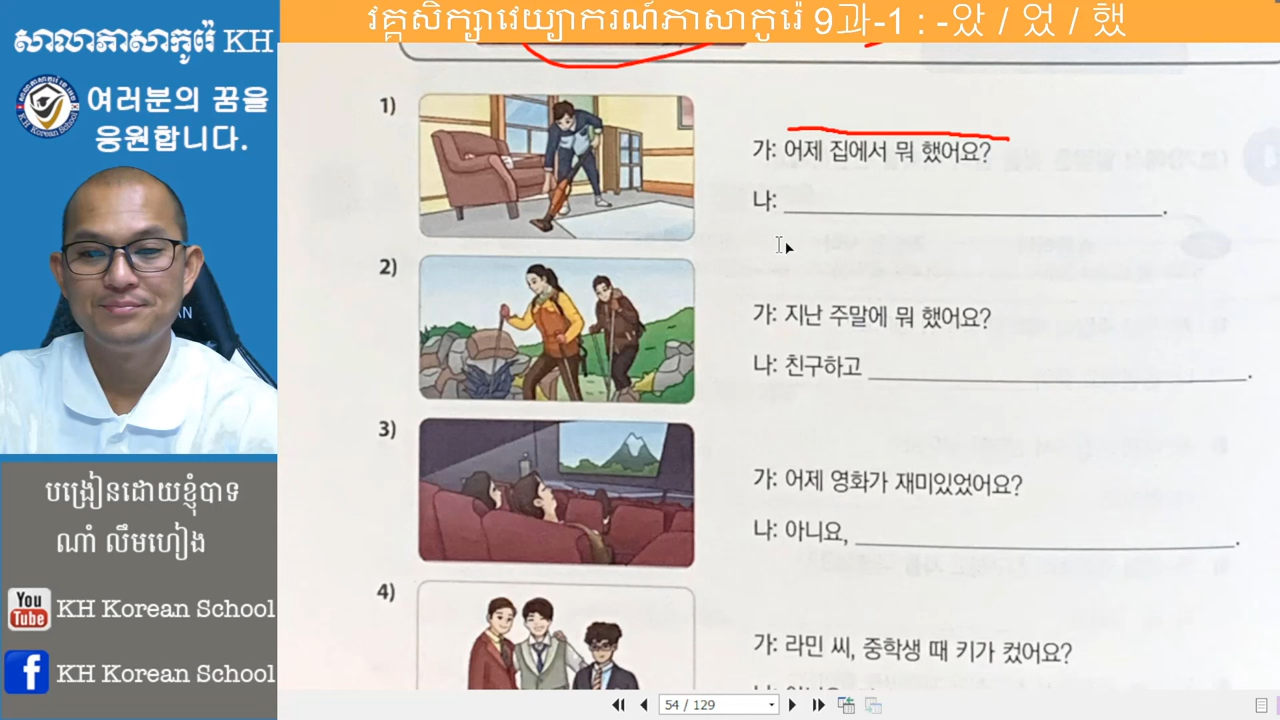 វគ្គសិក្សាវេយ្យាករណ៍ភាសាកូរ៉េ 9과-1 : -았 / 었 / 했
សាលាភាសាកូរ៉េ KH
KH Korean School
여러분의 꿈을
응원합니다.
1)
가: 어제 집에서 뭐 했어요?
나: .
2)
가: 지난 주말에 뭐 했어요?
나: 친구하고 .
3)
가: 어제 영화가 재미있었어요?
나: 아니요, .
4)
가: 라민 씨, 중학생 때 키가 컸어요?
បង្រៀនដោយខ្ញុំបាទ
ណាំ លឹមហៀង
You Tube KH Korean School
f KH Korean School
54 / 129